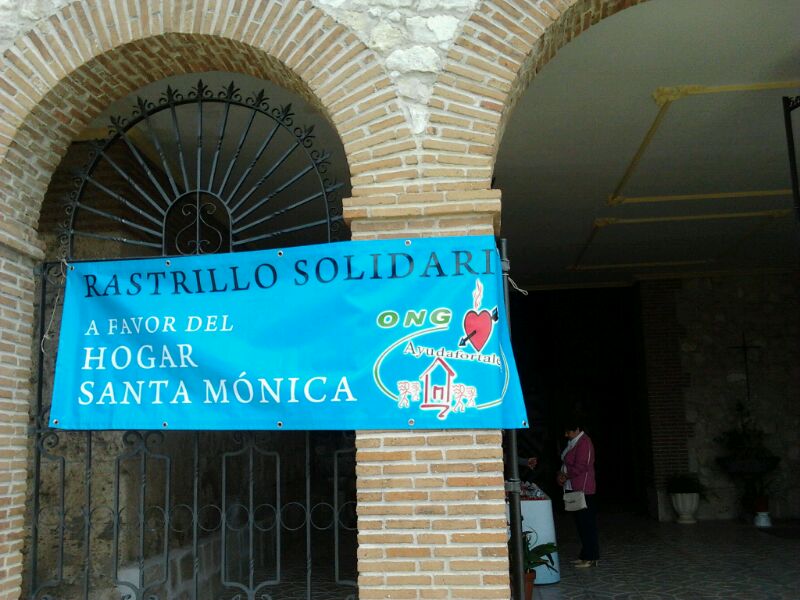 RASTRILLO SOLIDARI
A FAVOR DEL
HOGAR
SANTA MÓNICA
ONG
Ayudafortale